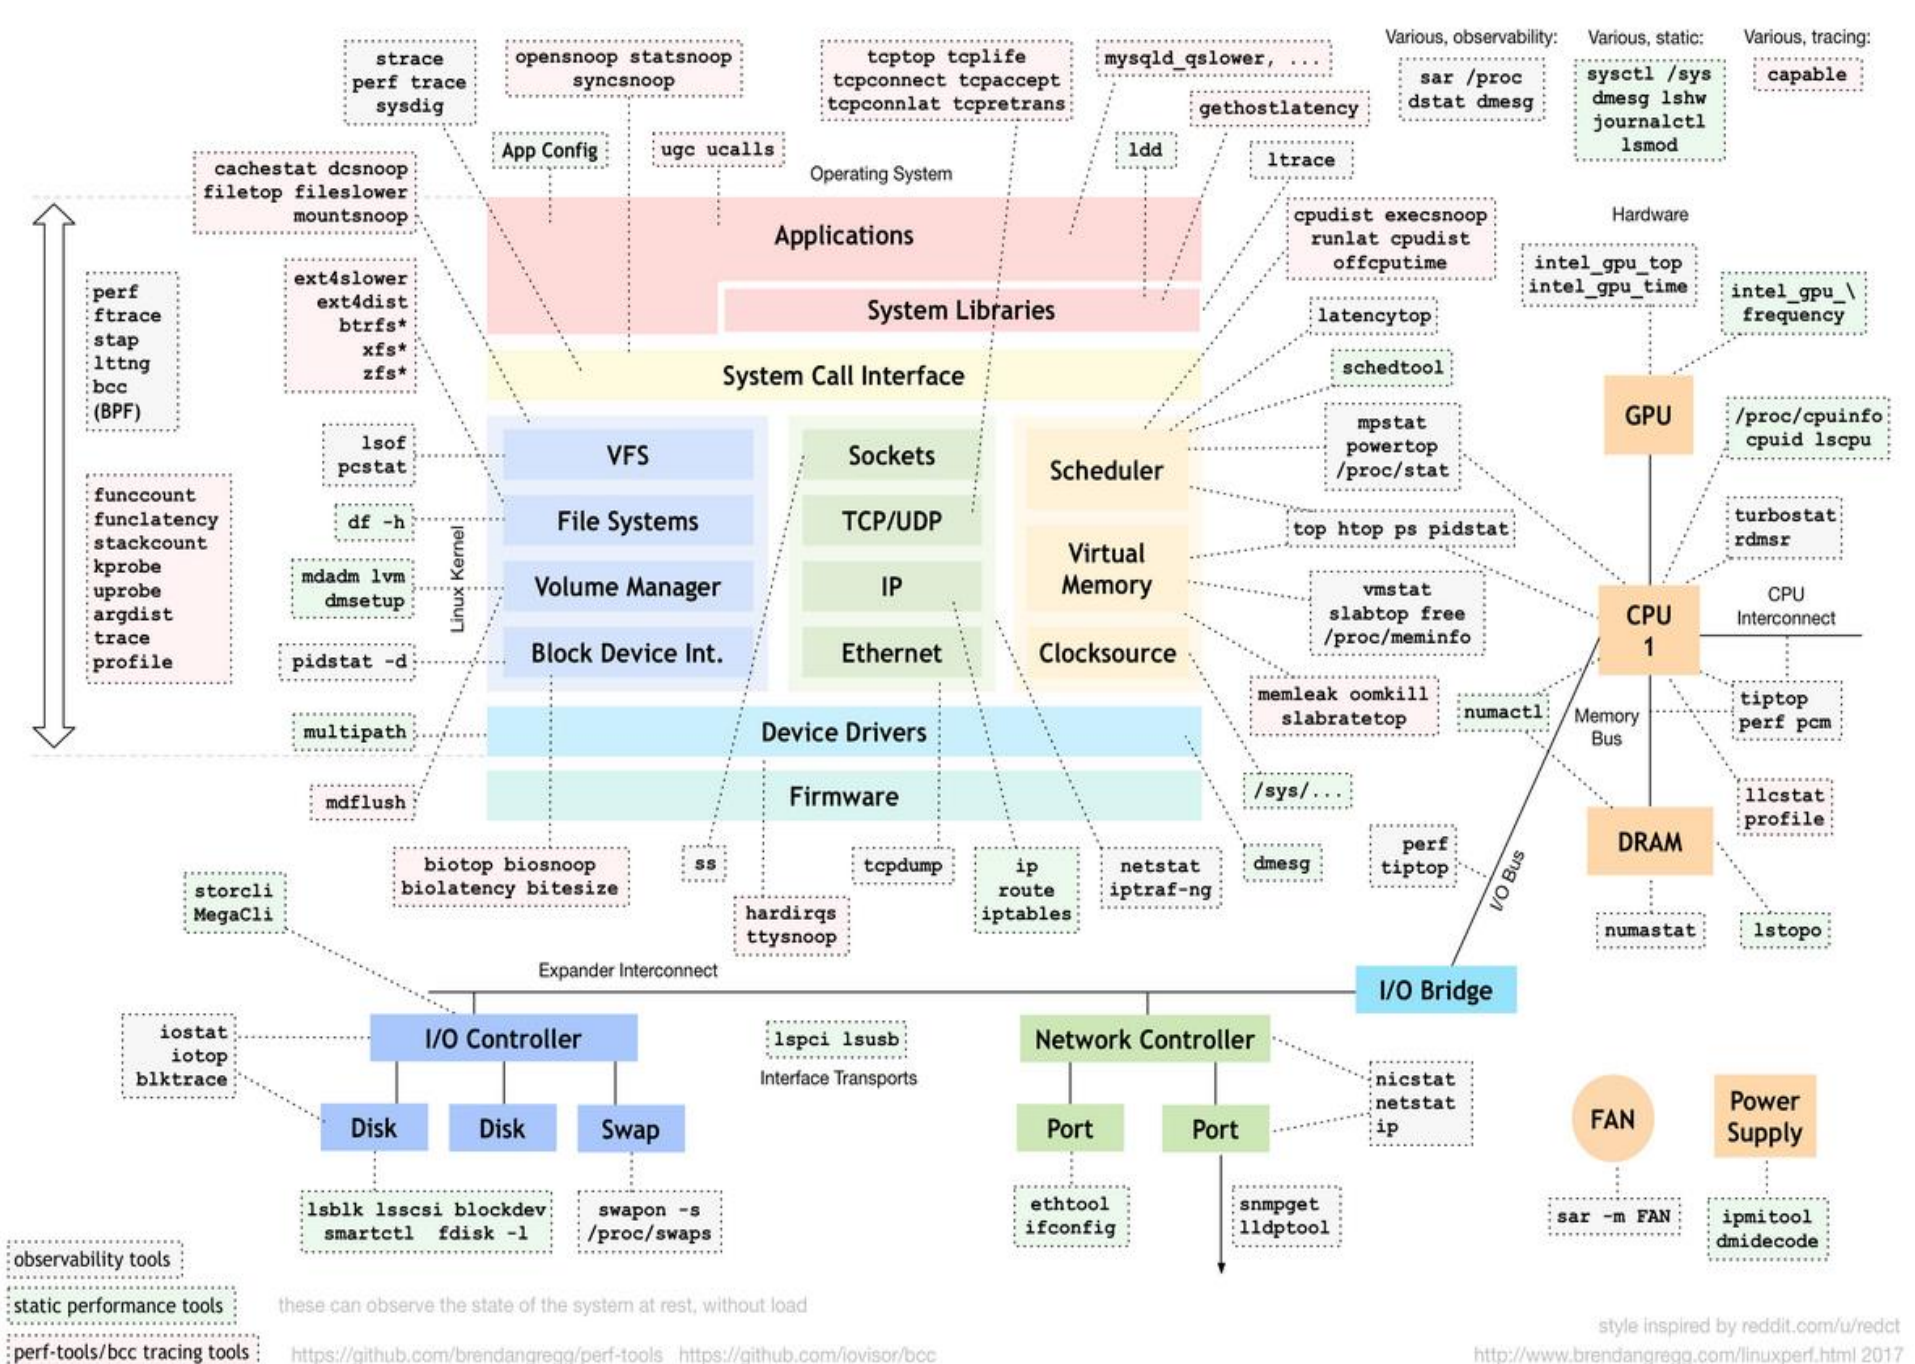 strace
perf trace
sysdig
opensnoop statsnoop
syncsnoop
tcptop tcplife
tcpconnect tcpaccept
tcpconnlat tcpretrans
mysqld_qslower, ...
gethostlatency
Various, observability:
sar /proc
dstat dmesg
Various, static:
sysctl /sys
dmesg lshw
journalctl
lsmod
Various, tracing:
capable
App Config
ugc ucalls
Operating System
ldd
ltrace
cachestat dcsnoop
filetop fileslower
mountsnoop
Applications
System Libraries
cpudist execsnoop
runlat cpudist
offcputime
Hardware
intel_gpu_top
intel_gpu_time
intel_gpu_\
frequency
perf
ftrace
stap
lttng
bcc
(BPF)
ext4slower
ext4dist
btrfs*
xfs*
zfs*
latencytop
schedtool
System Call Interface
GPU
/proc/cpuinfo
cpuid lscpu
lsof
pcstat
VFS
Sockets
Scheduler
mpstat
powertop
/proc/stat
funccount
funclatency
stackcount
kprobe
uprobe
argdist
trace
profile
df -h
Linux Kernel
File Systems
TCP/UDP
top htop ps pidstat
turbostat
rdmsr
mdadm lvm
dmsetup
Volume Manager
IP
Virtual
Memory
vmstat
slabtop free
/proc/meminfo
CPU
1
CPU
Interconnect
pidstat -d
Block Device Int.
Ethernet
Clocksource
memleak oomkill
slabratetop
numactl
Memory
Bus
tiptop
perf pcm
multipath
Device Drivers
mdflush
Firmware
/sys/...
llcstat
profile
DRAM
biotop biosnoop
biolatency bitesize
ss
tcpdump
ip
route
iptables
netstat
iptraf-ng
dmesg
perf
tiptop
I/O Bus
hardirqs
ttysnoop
numastat
lstopo
storcli
MegaCli
Expander Interconnect
I/O Bridge
iostat
iotop
blktrace
I/O Controller
lspci lsusb
Interface Transports
Network Controller
nicstat
netstat
ip
Disk
Disk
Swap
Port
Port
FAN
Power
Supply
lsblk lsscsi blockdev
smartctl fdisk -l
swapon -s
/proc/swaps
ethtool
ifconfig
snmpget
lldptool
sar -m FAN
ipmitool
dmidecode
observability tools
static performance tools
these can observe the state of the system at rest, without load
perf-tools/bcc tracing tools
https://github.com/brendangregg/perf-tools https://github.com/iovisor/bcc
style inspired by reddit.com/u/redct
http://www.brendangregg.com/linuxperf.html 2017